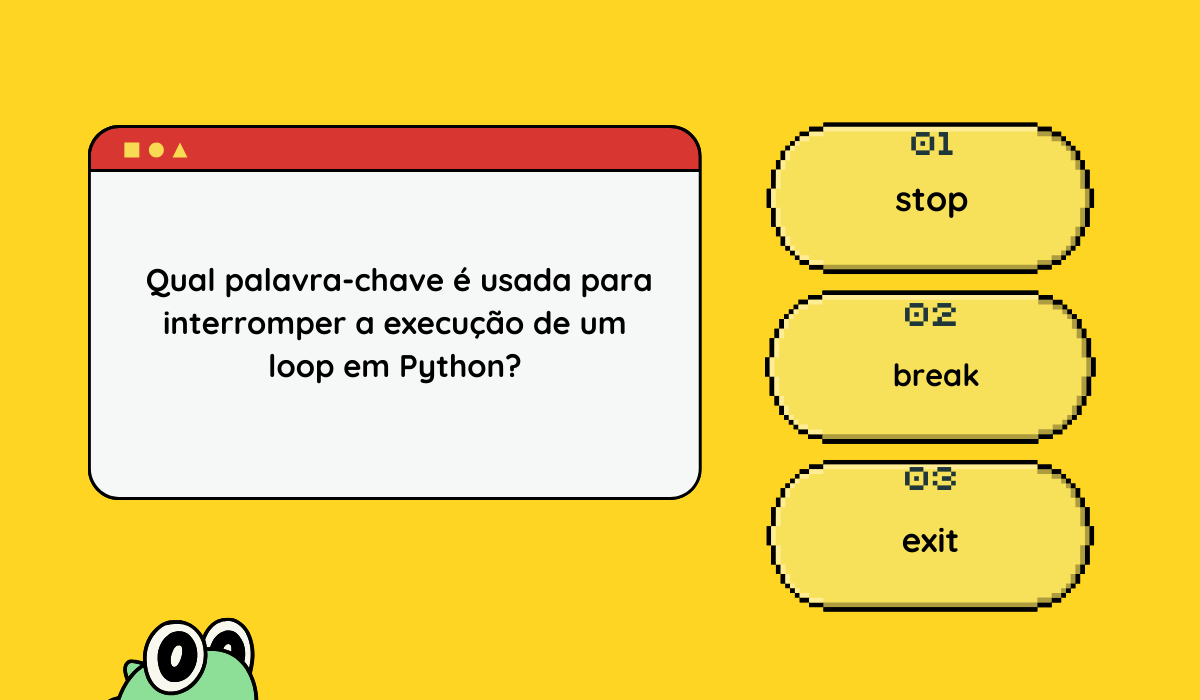 Qual palavra-chave é usada para
interromper a execução de um
loop em Python?
01
stop
02
break
03
exit